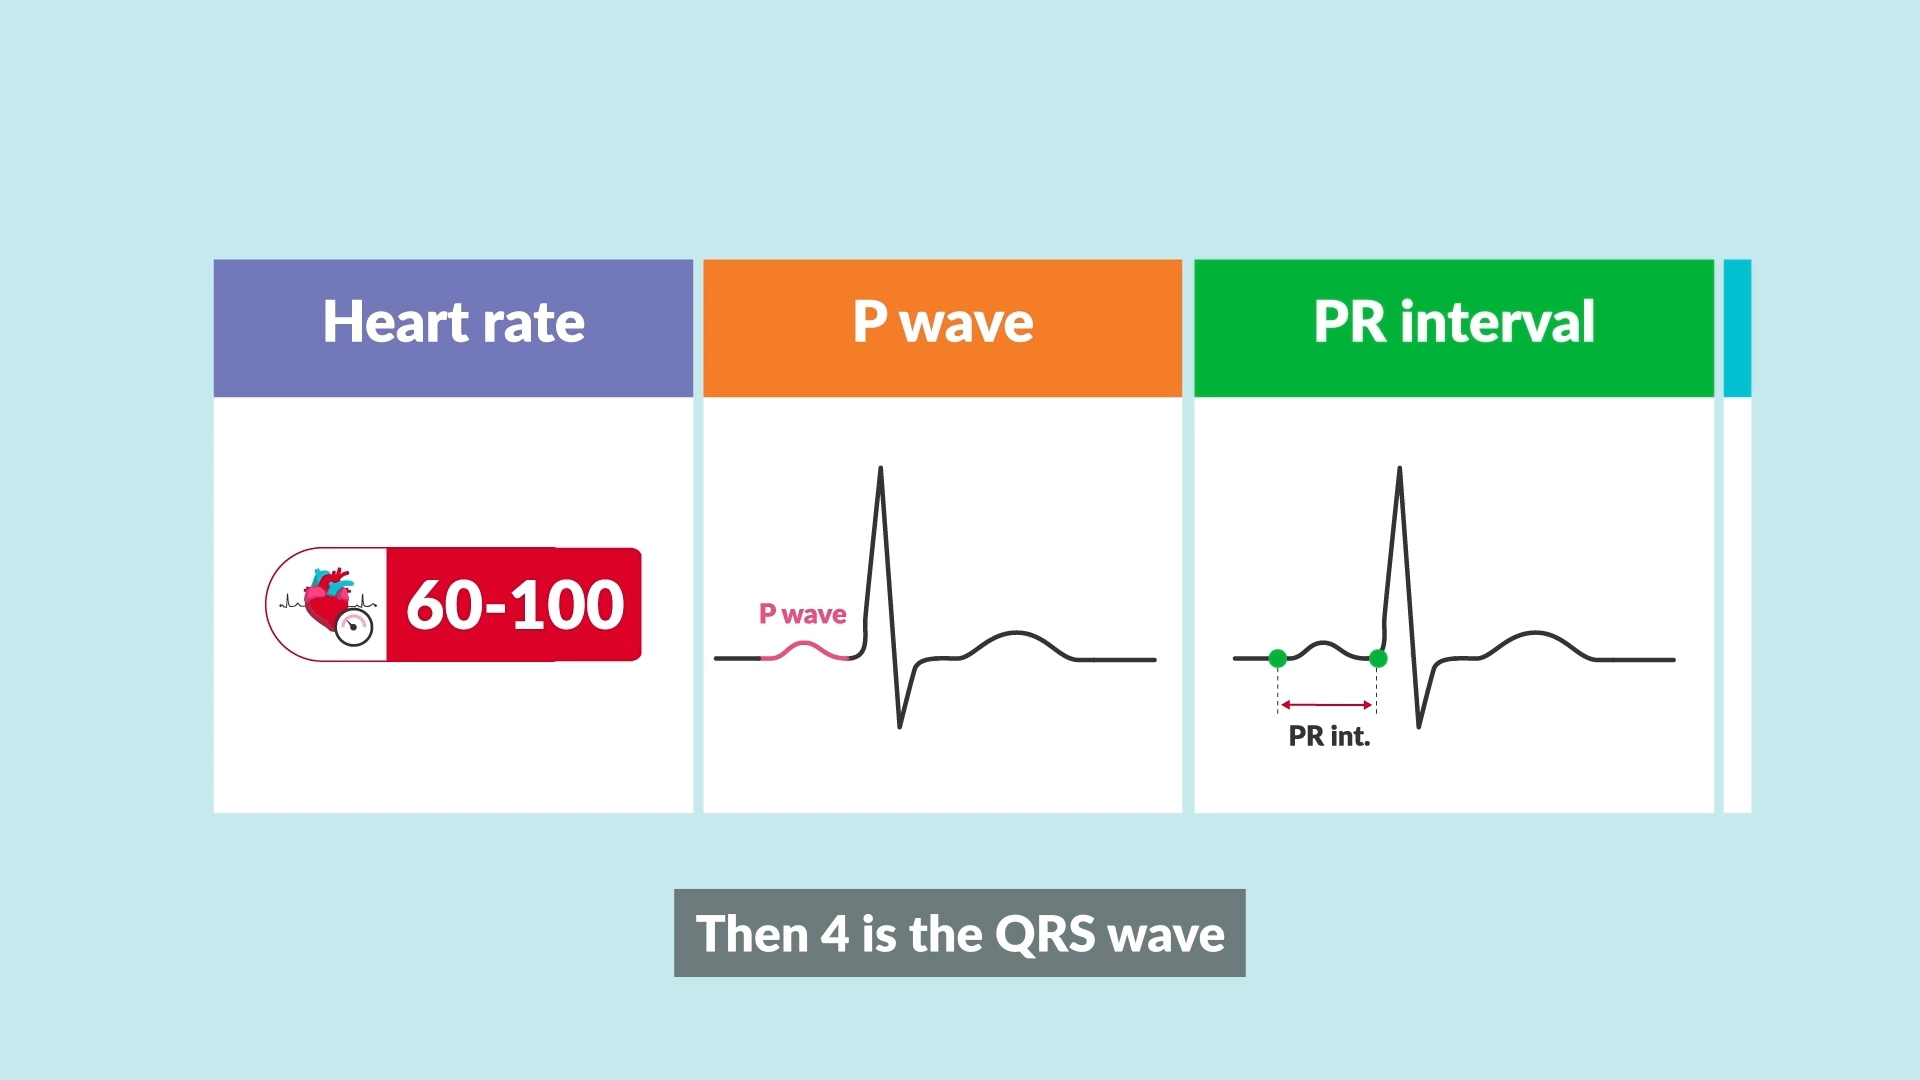 Heart rate
P wave
PR interval
60-100
P wave
PR int.
Then 4 is the QRS wave